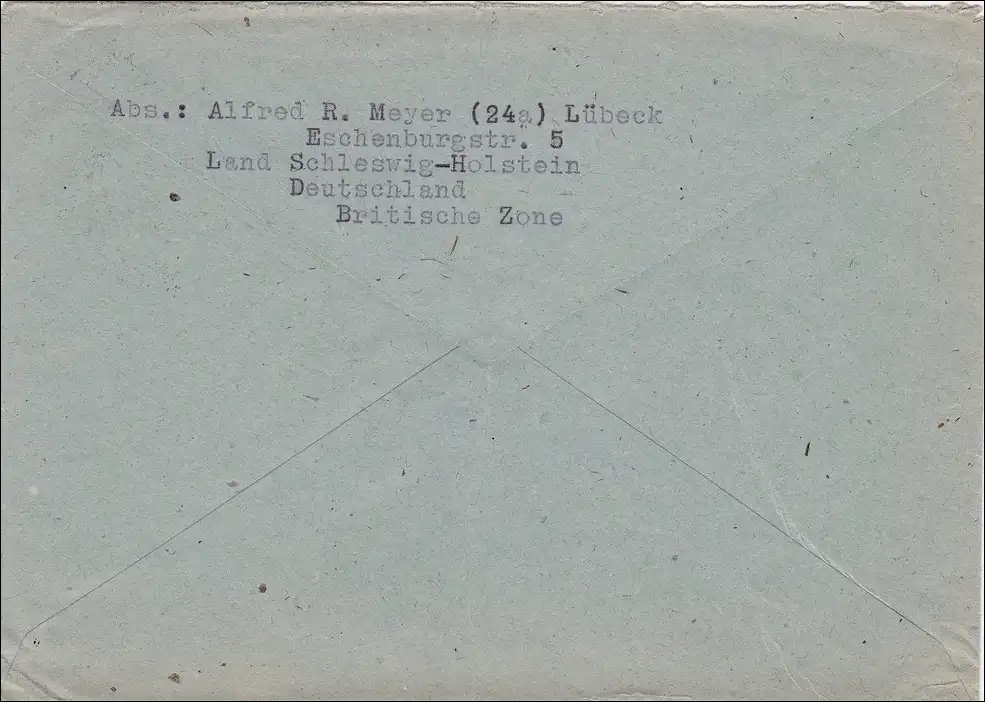 Abs.: Alfred R. Meyer (24a) Lübeck
Eschenburgstr. 5
Land Schleswig-Holstein
Deutschland
Britische Zone